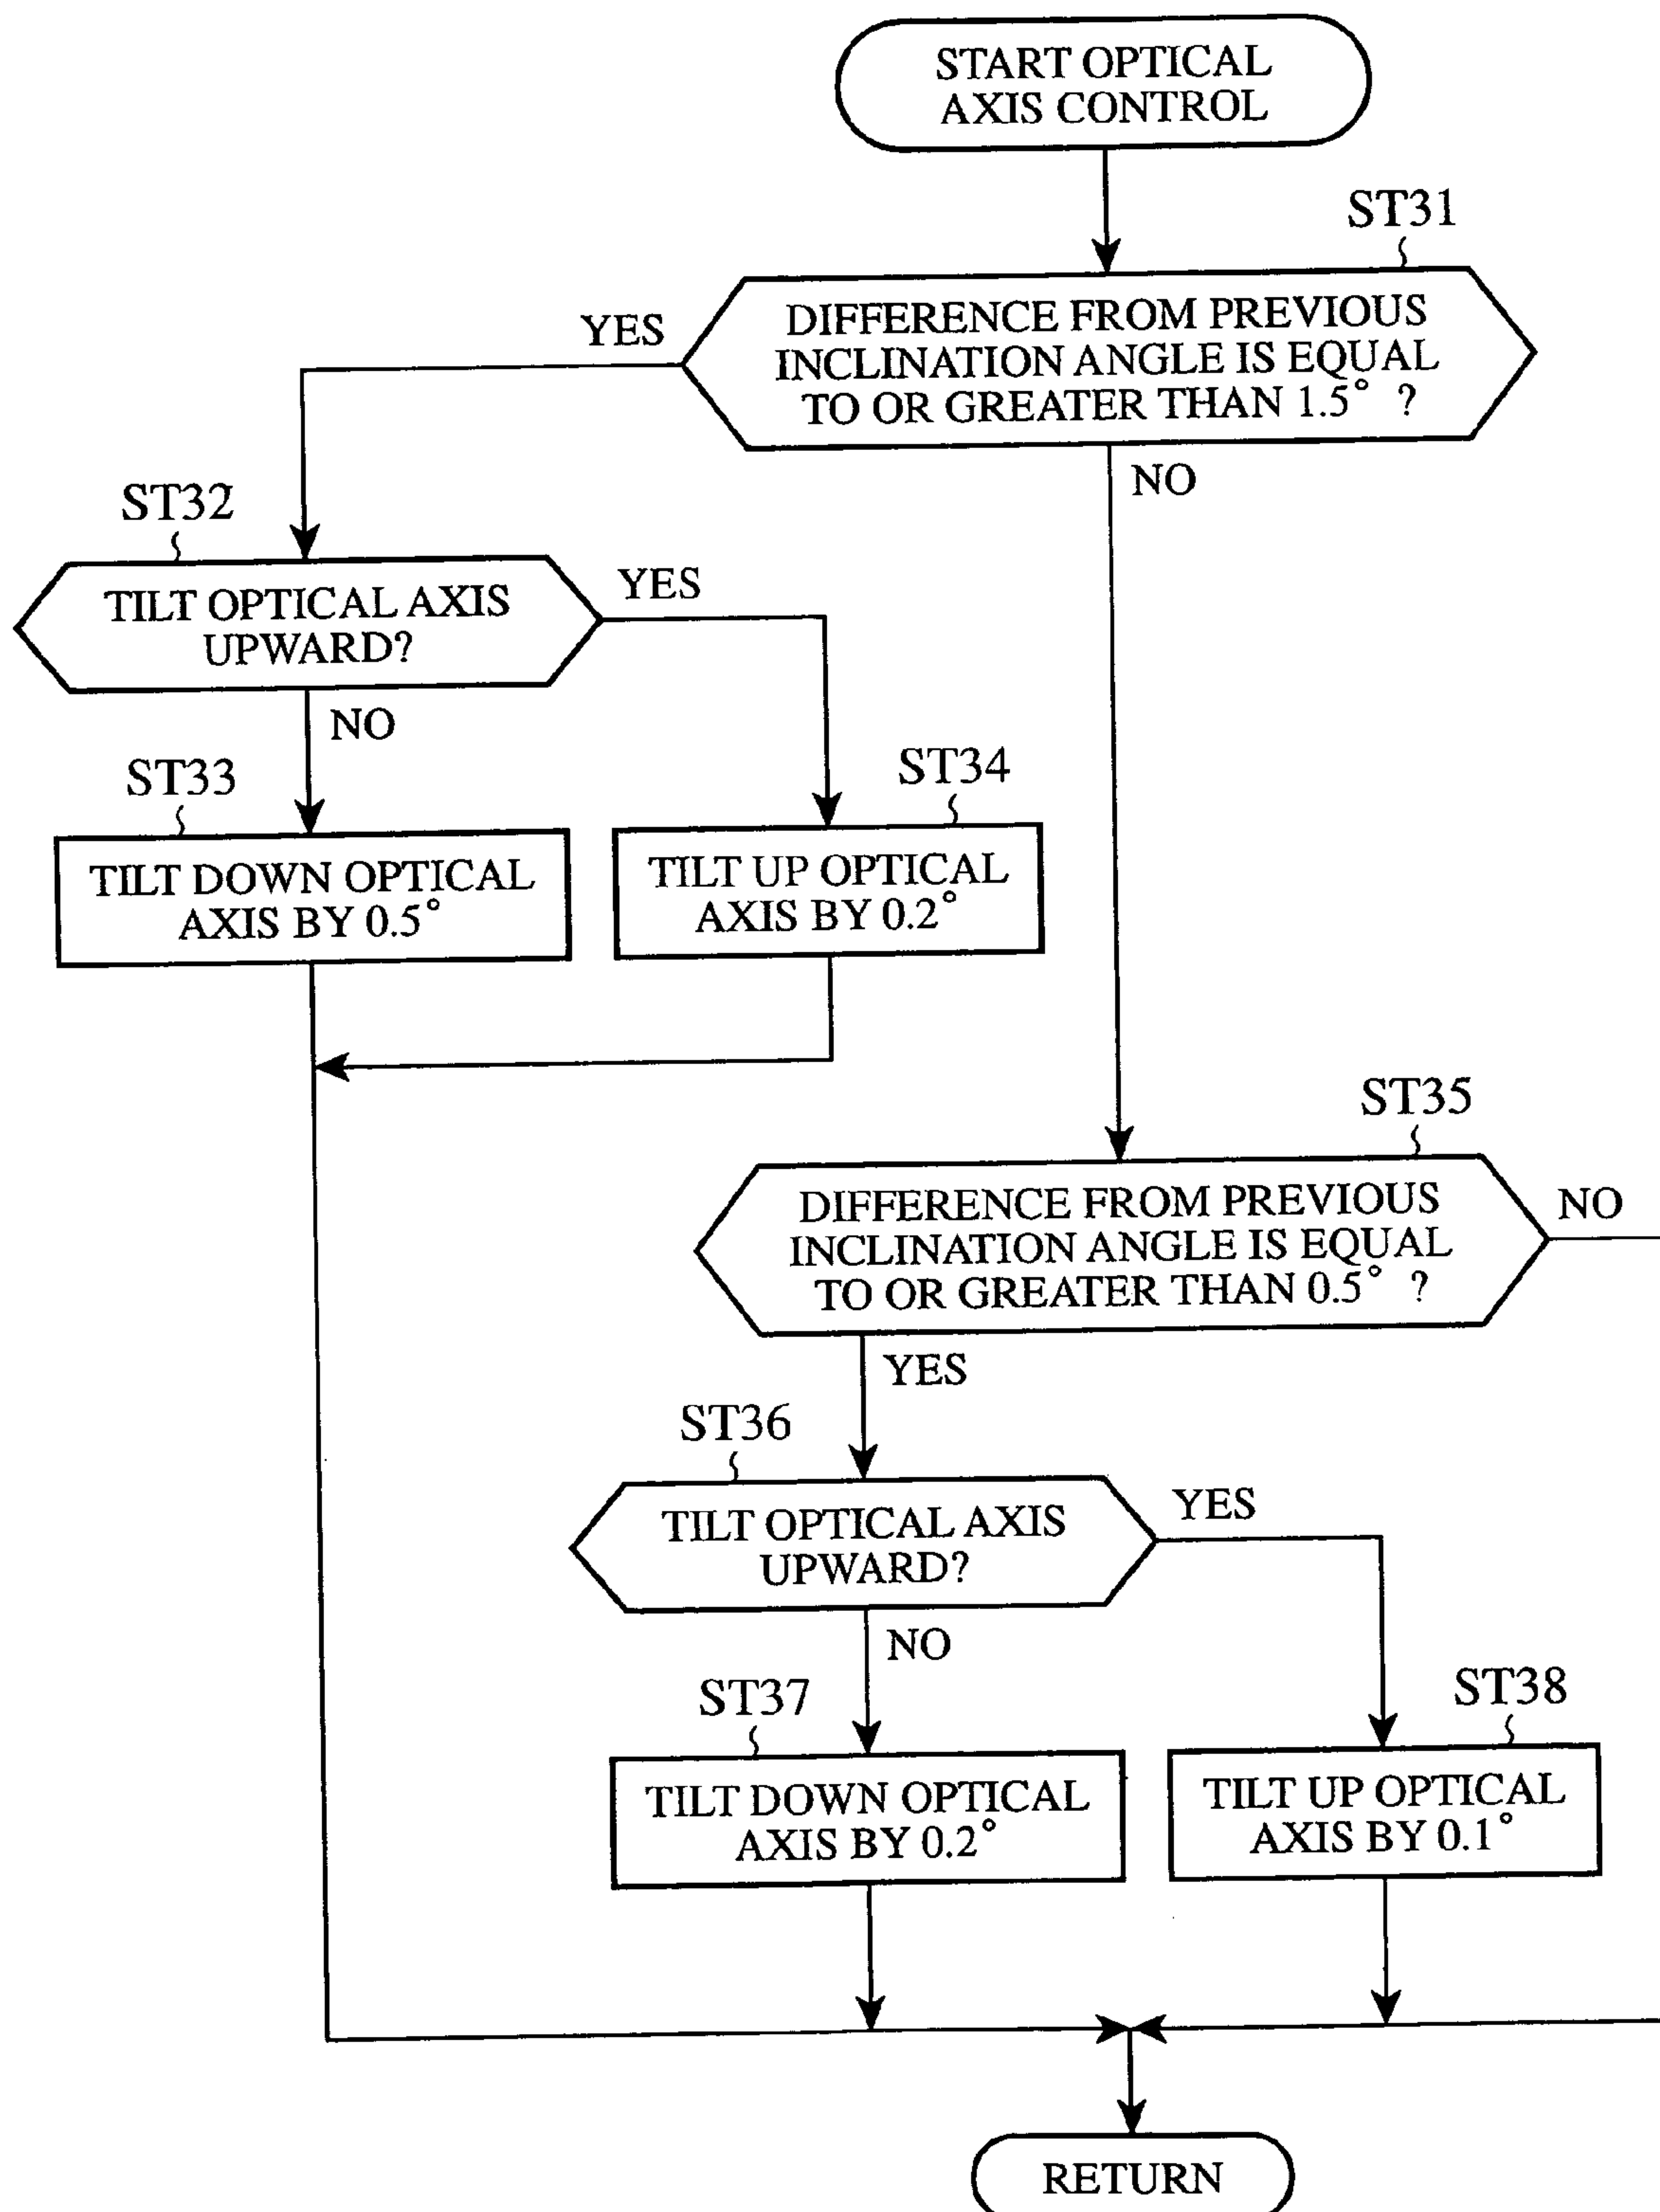 START OPTICAL
AXIS CONTROL
ST31
DIFFERENCE FROM PREVIOUS
INCLINATION ANGLE IS EQUAL
TO OR GREATER THAN 1.5° ?
YES
NO
ST32
TILT OPTICAL AXIS
UPWARD?
YES
NO
ST33
TILT DOWN OPTICAL
AXIS BY 0.5°
ST34
TILT UP OPTICAL
AXIS BY 0.2°
ST35
DIFFERENCE FROM PREVIOUS
INCLINATION ANGLE IS EQUAL
TO OR GREATER THAN 0.5° ?
NO
YES
ST36
TILT OPTICAL AXIS
UPWARD?
YES
NO
ST37
TILT DOWN OPTICAL
AXIS BY 0.2°
ST38
TILT UP OPTICAL
AXIS BY 0.1°
RETURN